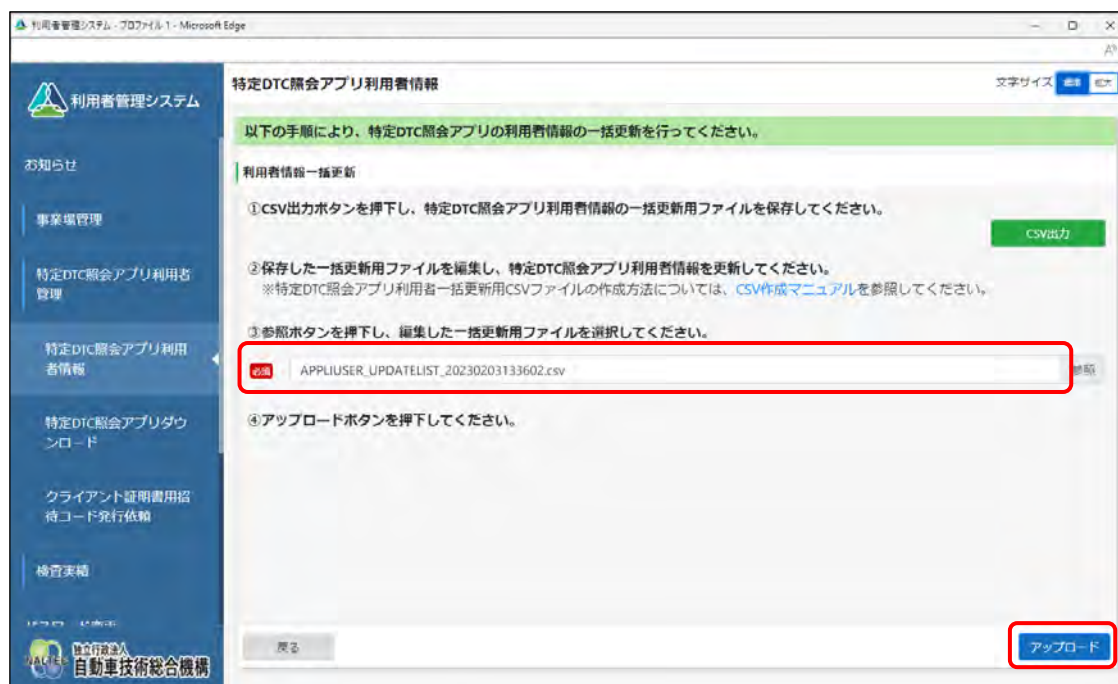 利用者管理システム - プロファイル 1 - Microsoft Edge
利用者管理システム
特定DTC照会アプリ利用者情報
文字サイズ 標準 拡大
以下の手順により、特定DTC照会アプリの利用者情報の一括更新を行ってください。
お知らせ
利用者情報一括更新
①CSV出力ボタンを押下し、特定DTC照会アプリ利用者情報の一括更新用ファイルを保存してください。
事業場管理
CSV出力
特定DTC照会アプリ利用者
管理
②保存した一括更新用ファイルを編集し、特定DTC照会アプリ利用者情報を更新してください。
※特定DTC照会アプリ利用者一括更新用CSVファイルの作成方法については、CSV作成マニュアルを参照してください。
③参照ボタンを押下し、編集した一括更新用ファイルを選択してください。
特定DTC照会アプリ利用
者情報
必須 APPLIUSER_UPDATELIST_20230203133602.csv 参照
特定DTC照会アプリダウ
ンロード
④アップロードボタンを押下してください。
クライアント証明書用招
待コード発行依頼
検査実績
戻る
アップロード
NALTEC
独立行政法人
自動車技術総合機構